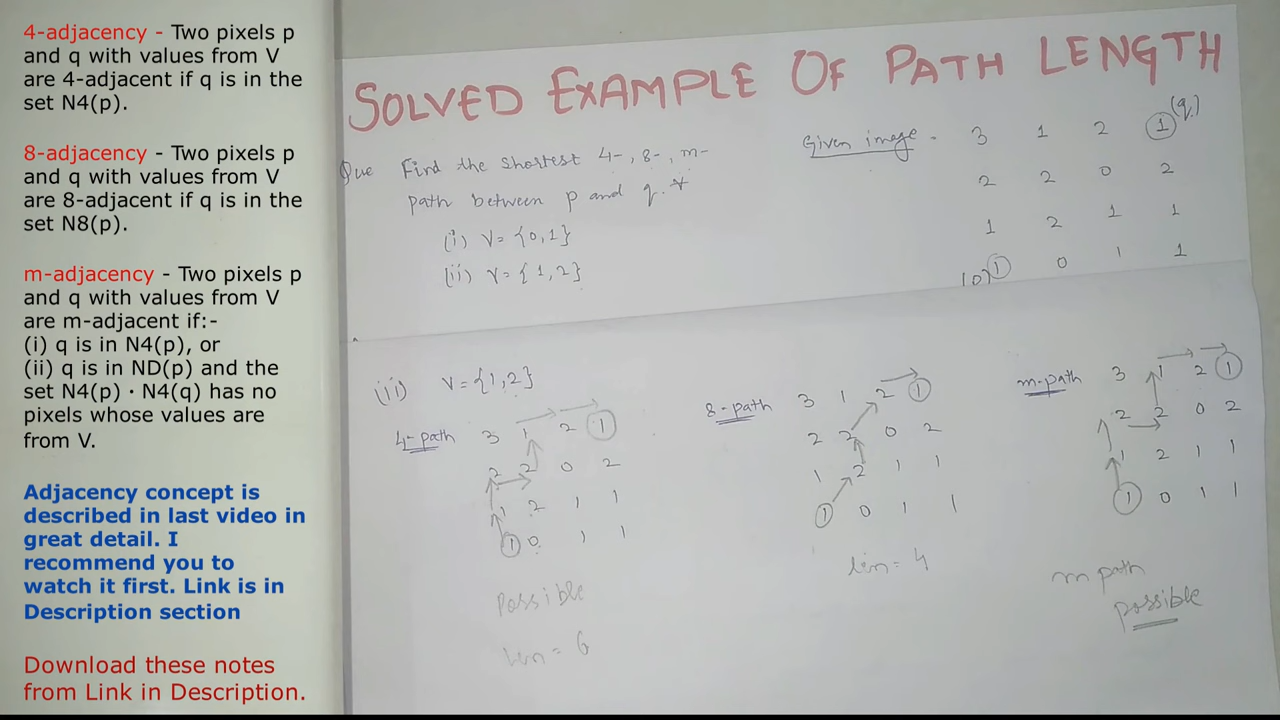 4-adjacency - Two pixels p
and q with values from V
are 4-adjacent if q is in the
set N4(p).
8-adjacency - Two pixels p
and q with values from V
are 8-adjacent if q is in the
set N8(p).
m-adjacency - Two pixels p
and q with values from V
are m-adjacent if:-
(i) q is in N4(p), or
(ii) q is in ND(p) and the
set N4(p) · N4(q) has no
pixels whose values are
from V.
Adjacency concept is
described in last video in
great detail. I
recommend you to
watch it first. Link is in
Description section
Download these notes
from Link in Description.
SOLVED EXAMPLE OF PATH LENGTH
Que Find the shortest 4-, 8-, m-
path between p and q.
(i) V= {0,1}
(ii) V= {1,2}
Given image -
3 1 2 1 (q)
2 2 0 2
1 2 1 1
(p) 1 0 1 1
(ii) V= {1,2}
4-path 3 1 2 1
2 2 0 2
1 2 1 1
1 0 1 1
Possible
len = 6
8-path 3 1 2 1
2 2 0 2
1 2 1 1
1 0 1 1
len = 4
m-path 3 1 2 1
2 2 0 2
1 2 1 1
1 0 1 1
m path
possible